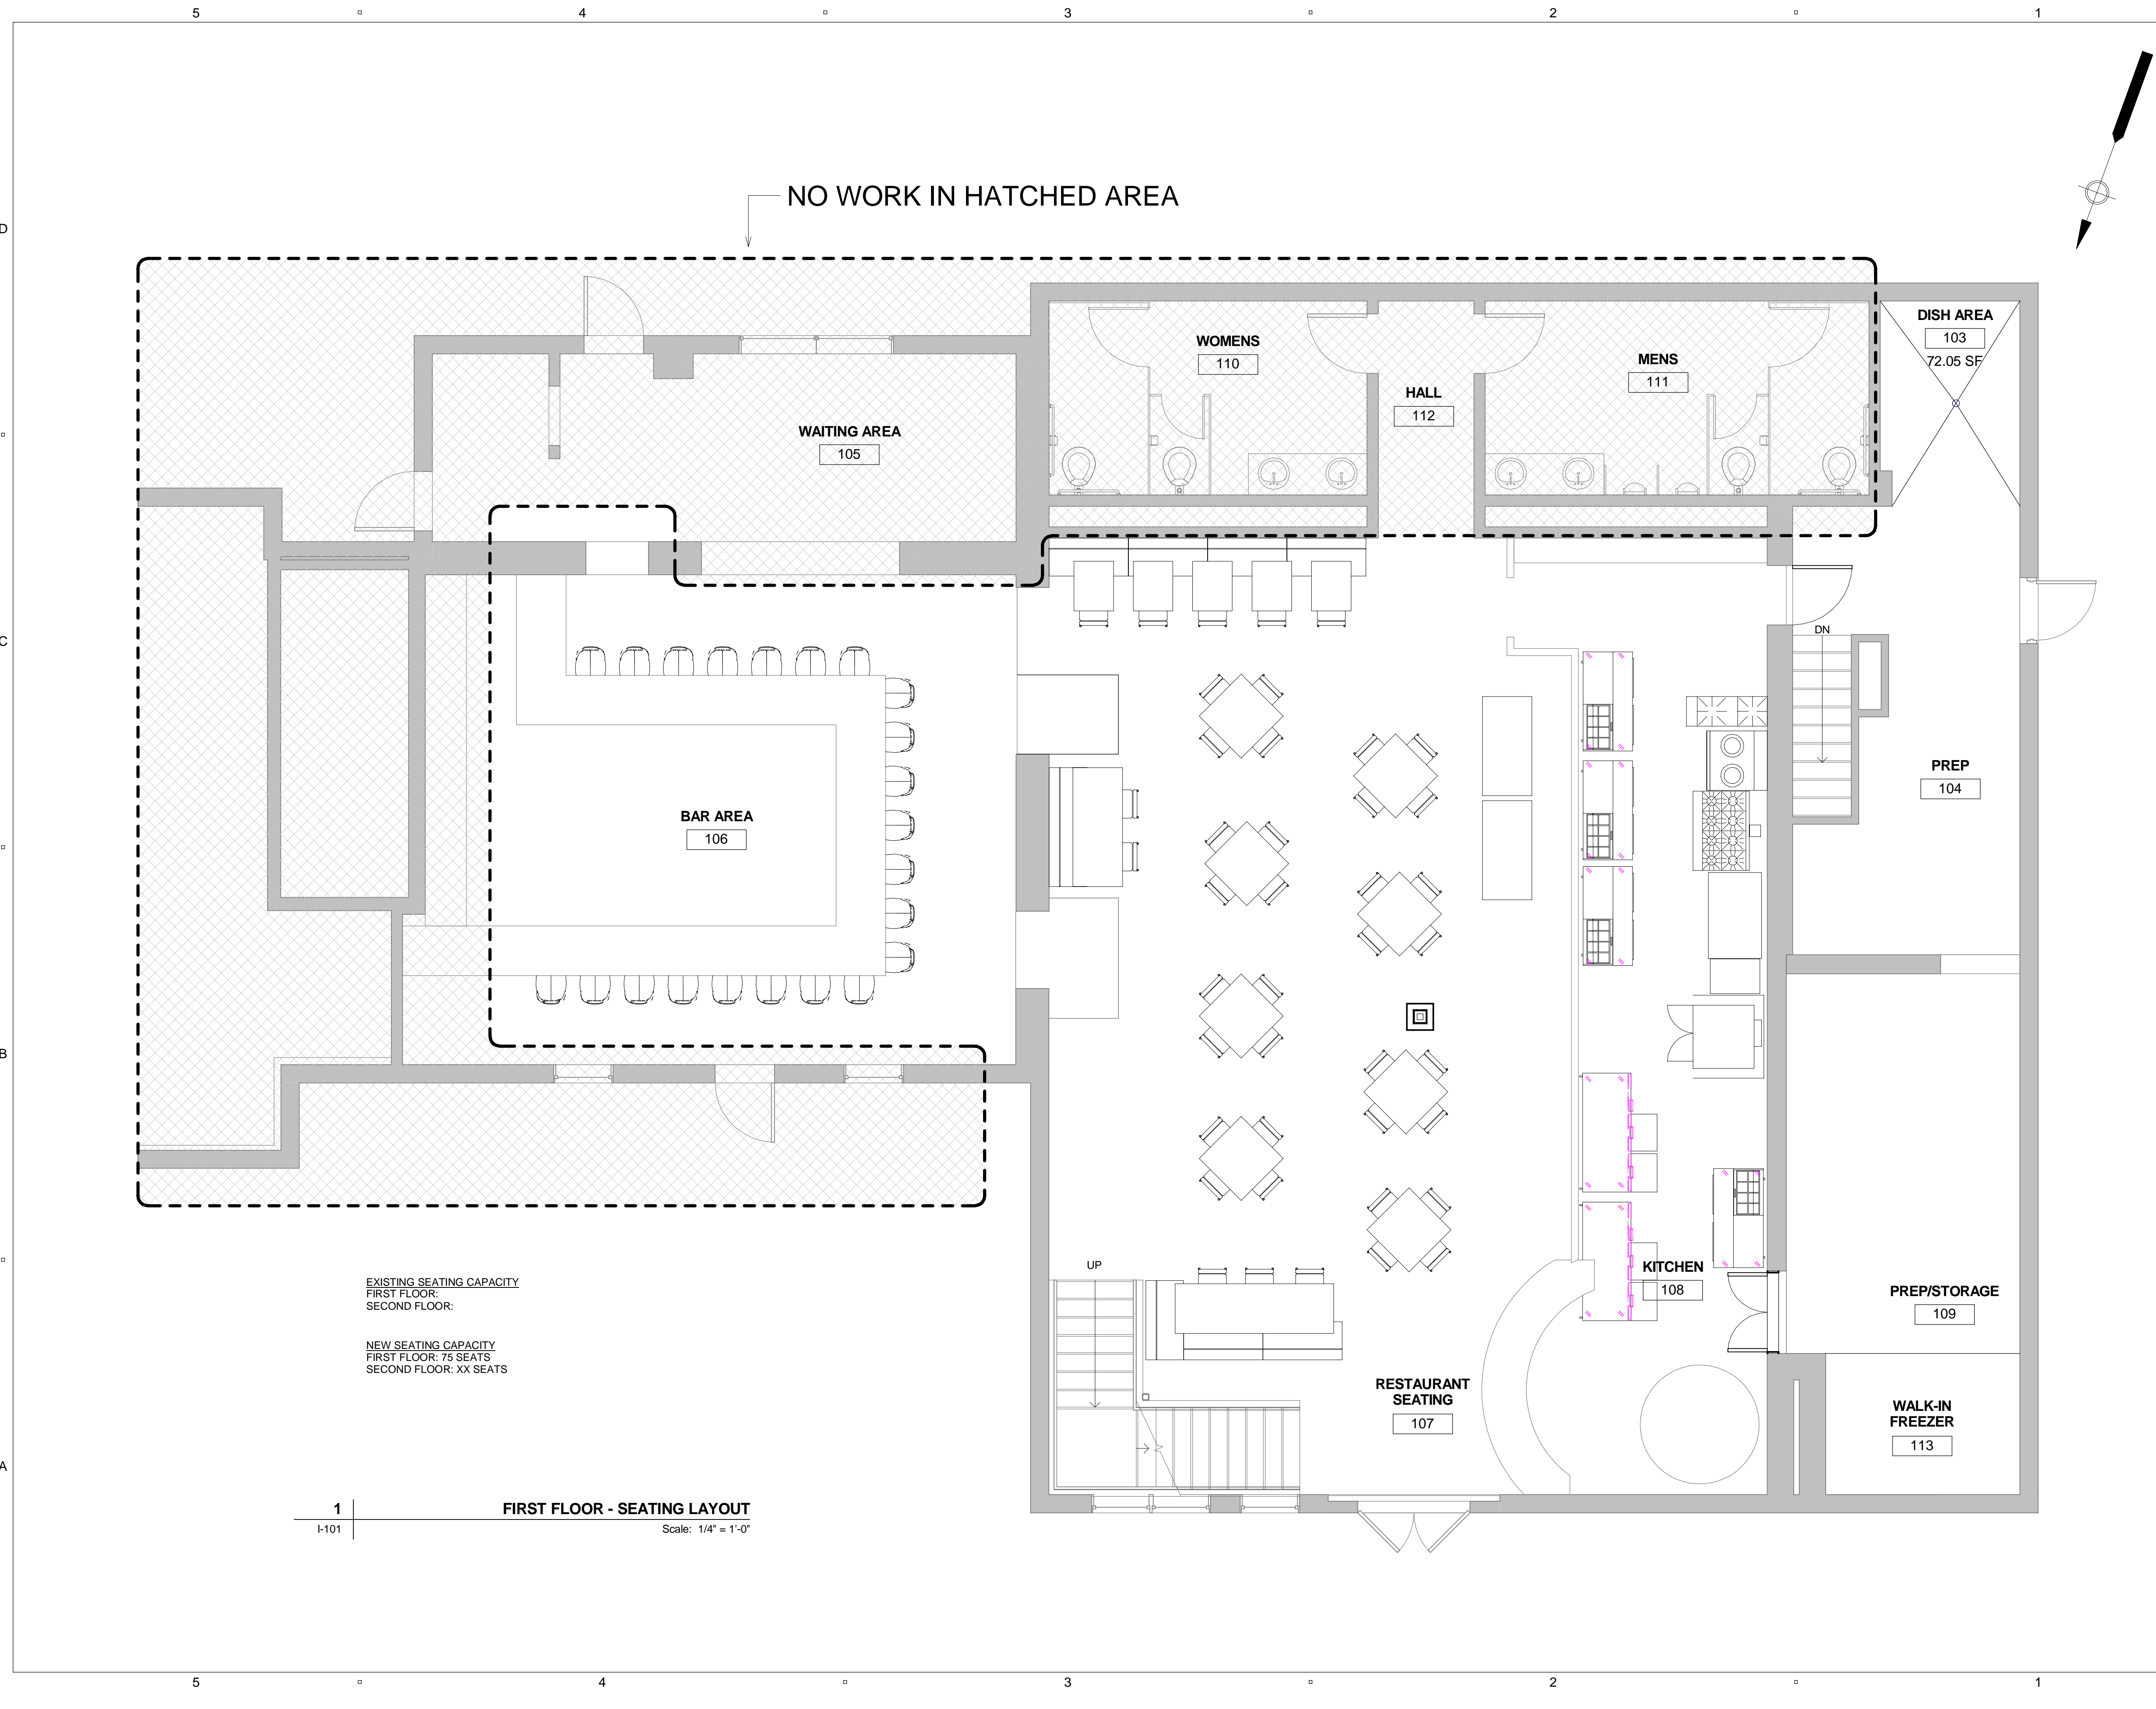 5 4 3 2 1
D
C
B
A
NO WORK IN HATCHED AREA
DISH AREA
103
72.05 SF
WOMENS
110
MENS
111
HALL
112
WAITING AREA
105
DN
PREP
104
BAR AREA
106
UP
KITCHEN
108
PREP/STORAGE
109
RESTAURANT
SEATING
107
WALK-IN
FREEZER
113
EXISTING SEATING CAPACITY
FIRST FLOOR:
SECOND FLOOR:
NEW SEATING CAPACITY
FIRST FLOOR: 75 SEATS
SECOND FLOOR: XX SEATS
1 FIRST FLOOR - SEATING LAYOUT
I-101 Scale: 1/4" = 1'-0"
5 4 3 2 1